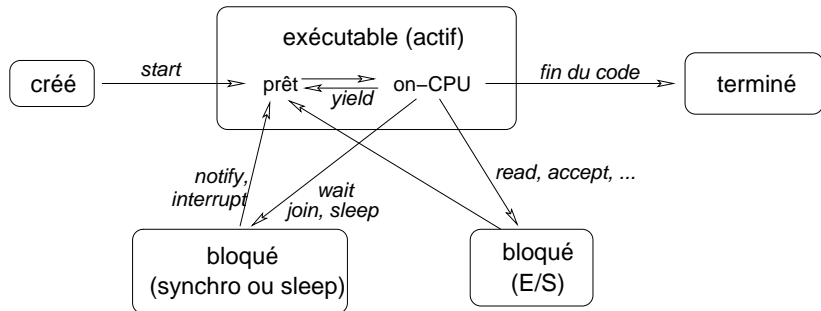 exécutable (actif)
créé
start
prêt
on−CPU
yield
fin du code
terminé
notify,
interrupt
wait
join, sleep
read, accept, ...
bloqué
(synchro ou sleep)
bloqué
(E/S)